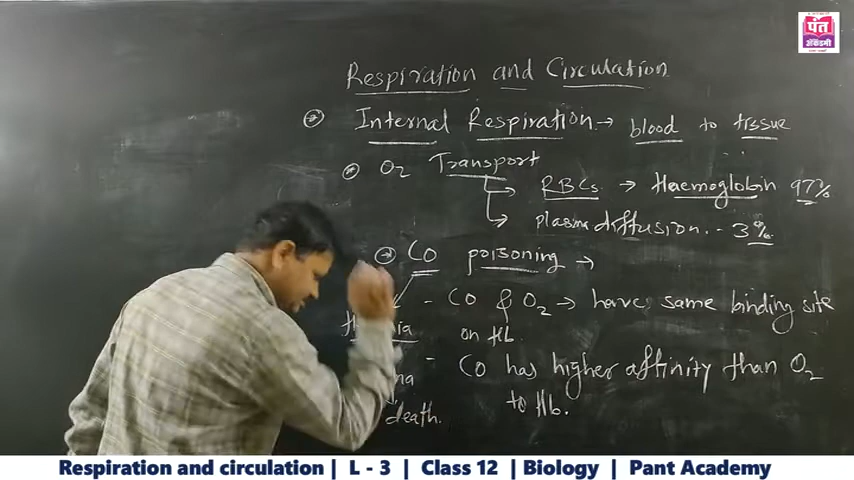 पंत
अॅकॅडमी
Respiration and Circulation
Internal Respiration → blood to tissue
O2 Transport
→ RBCs → Haemoglobin 97%
→ plasma diffusion - 3%
CO poisoning →
- CO & O2 → have same binding site
on Hb.
- CO has higher affinity than O2
to Hb.
death.
Respiration and circulation | L - 3 | Class 12 | Biology | Pant Academy